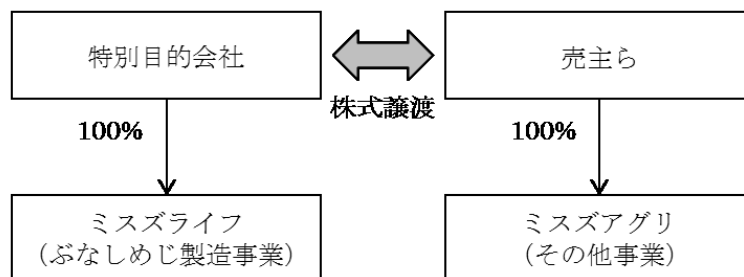 特別目的会社
売主ら
株式譲渡
100%
100%
ミスズライフ
（ぶなしめじ製造事業）
ミスズアグリ
（その他事業）